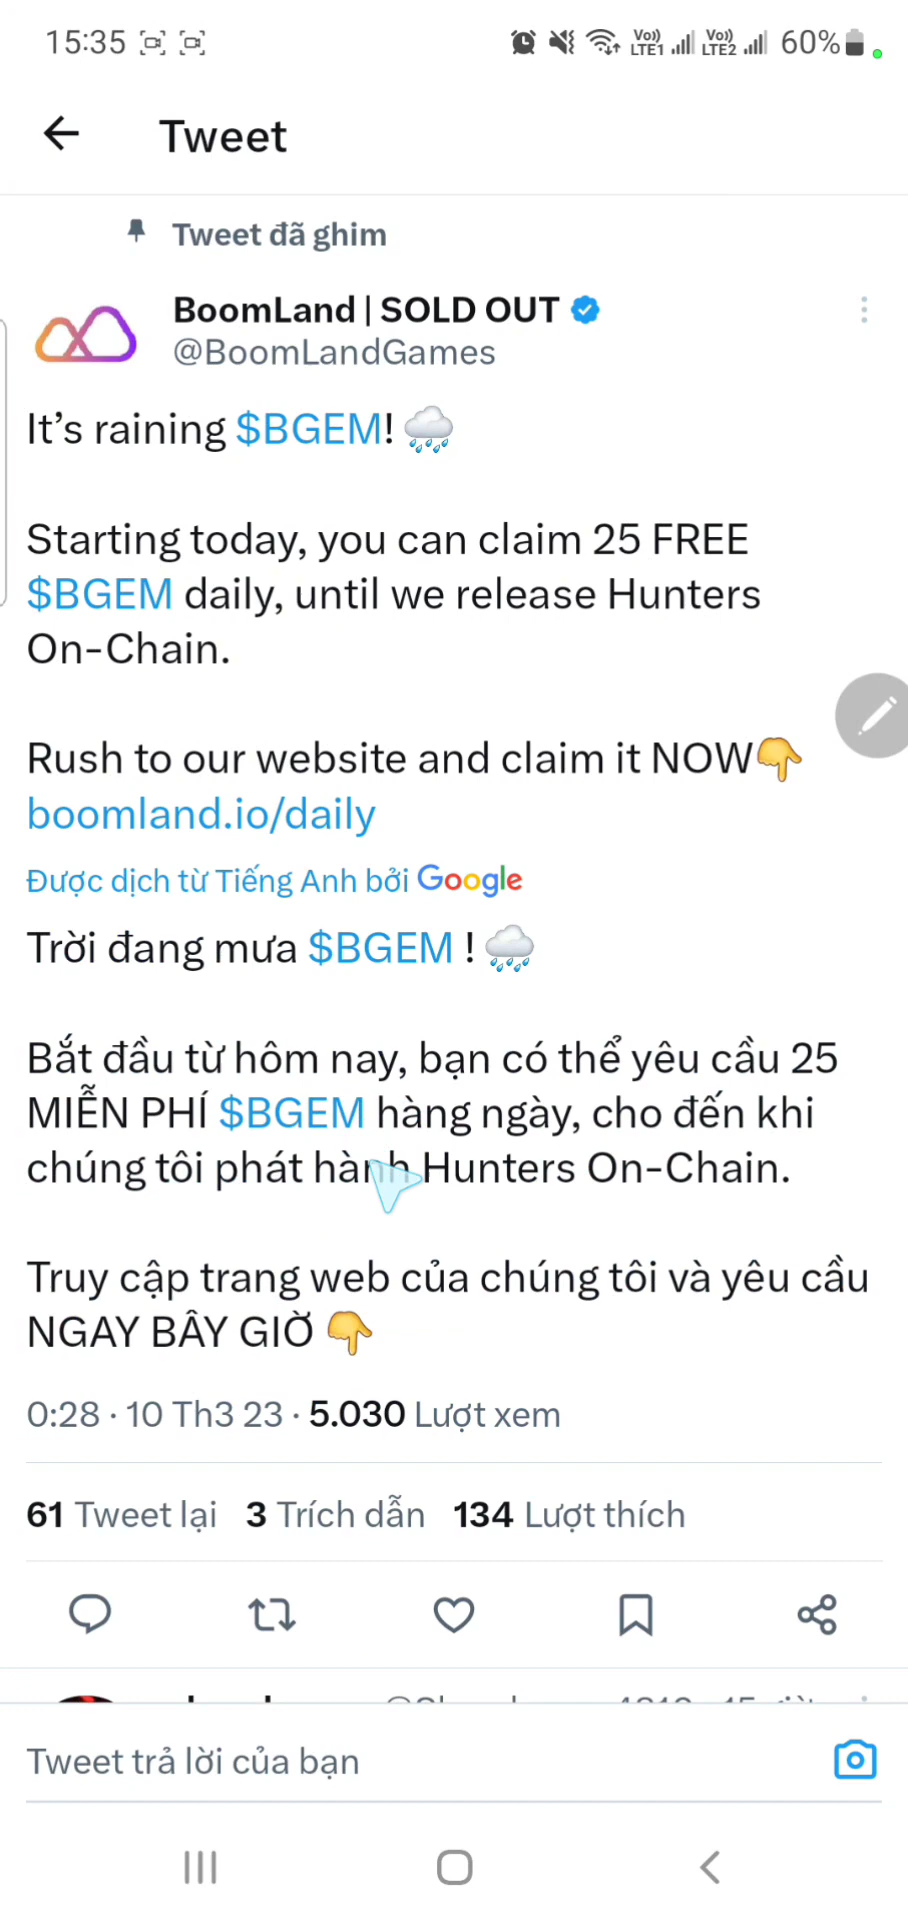 15:35
Vo))
LTE1
Vo))
LTE2
60%
Tweet
Tweet đã ghim
BoomLand | SOLD OUT
@BoomLandGames
It’s raining $BGEM! 🌧️
Starting today, you can claim 25 FREE
$BGEM daily, until we release Hunters
On-Chain.
Rush to our website and claim it NOW👇
boomland.io/daily
Được dịch từ Tiếng Anh bởi Google
Trời đang mưa $BGEM ! 🌧️
Bắt đầu từ hôm nay, bạn có thể yêu cầu 25
MIỄN PHÍ $BGEM hàng ngày, cho đến khi
chúng tôi phát hành Hunters On-Chain.
Truy cập trang web của chúng tôi và yêu cầu
NGAY BÂY GIỜ 👇
0:28 · 10 Th3 23 · 5.030 Lượt xem
61 Tweet lại 3 Trích dẫn 134 Lượt thích
Tweet trả lời của bạn